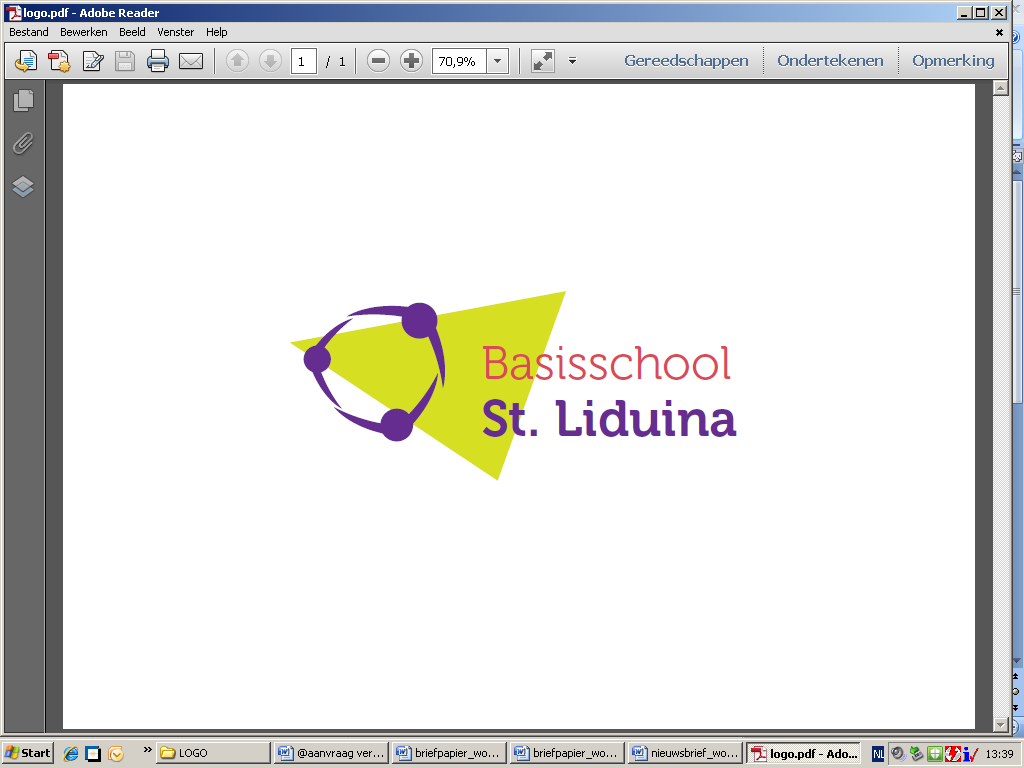 logo.pdf - Adobe Reader
Bestand Bewerken Beeld Venster Help
1 / 1 70,9% Gereedschappen Ondertekenen Opmerking
Basisschool
St. Liduina
Start » LOGO @aanvraag ver... briefpapier_wo... briefpapier_wo... nieuwsbrief_wo... logo.pdf - Ado... NL 13:39